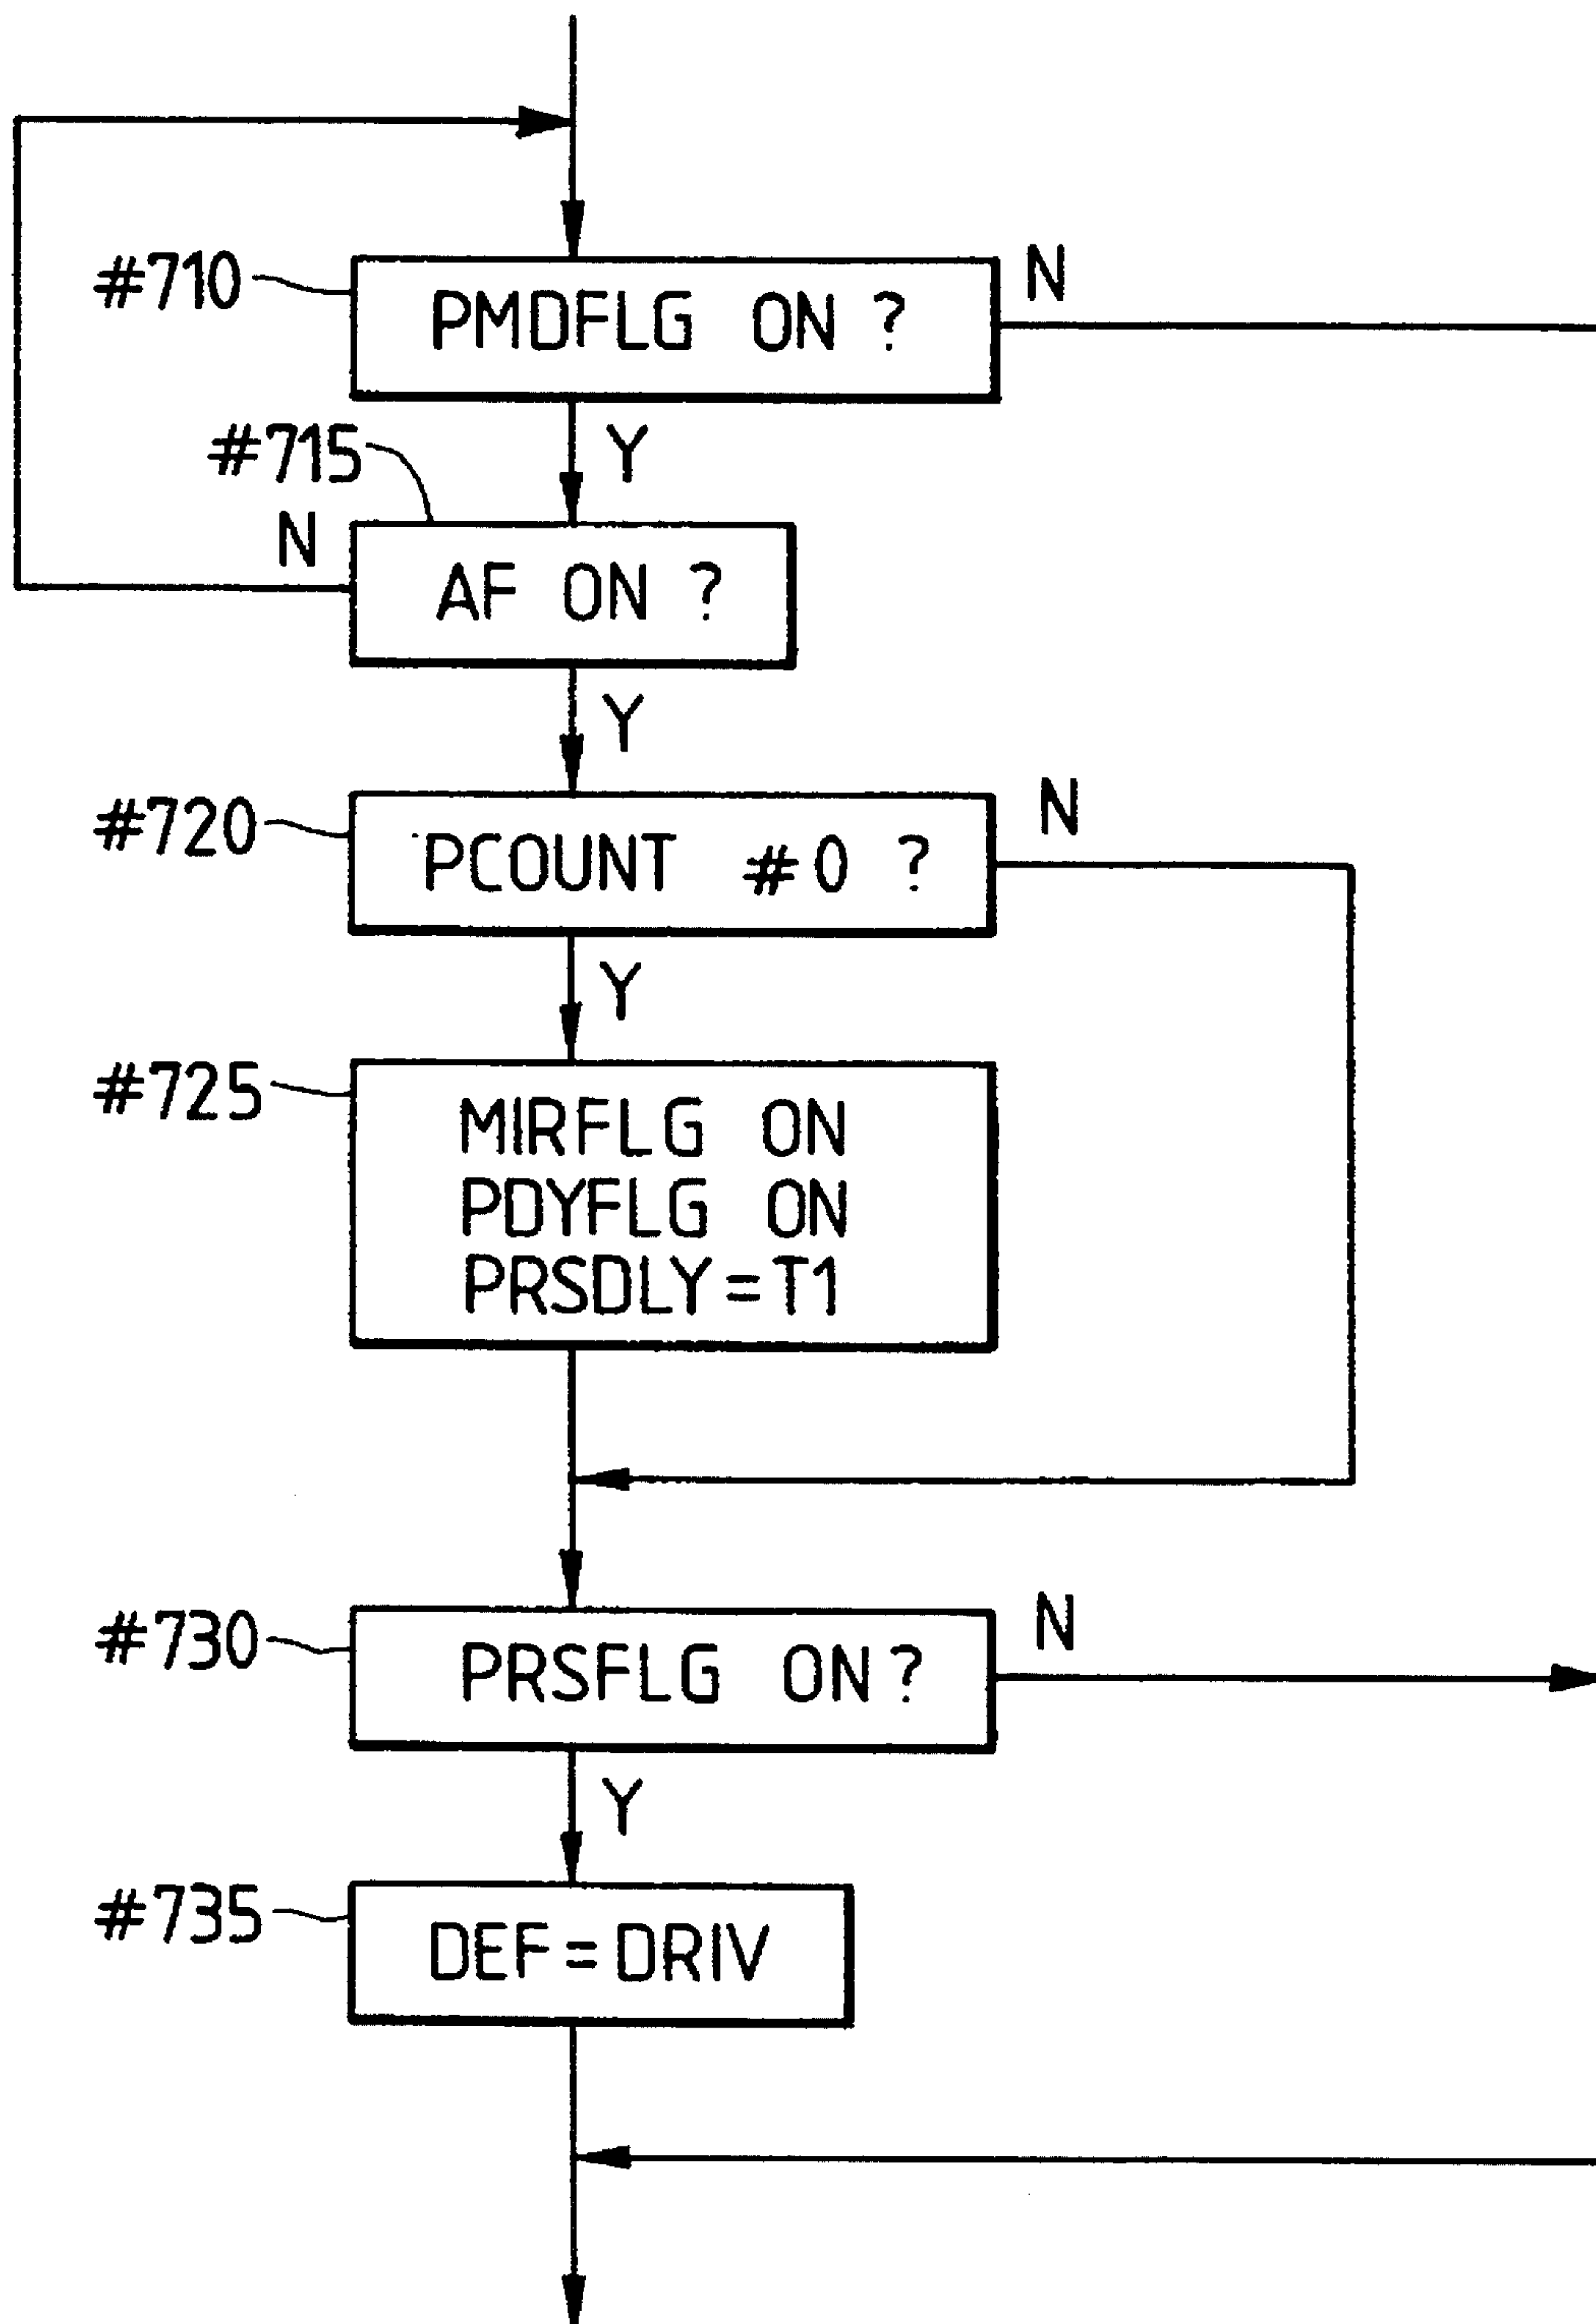 #710
PMDFLG ON ?
N
#715
Y
N
AF ON ?
Y
#720
PCOUNT #0 ?
N
Y
#725
MIRFLG ON
PDYFLG ON
PRSDLY=T1
#730
PRSFLG ON?
N
Y
#735
DEF=DRIV